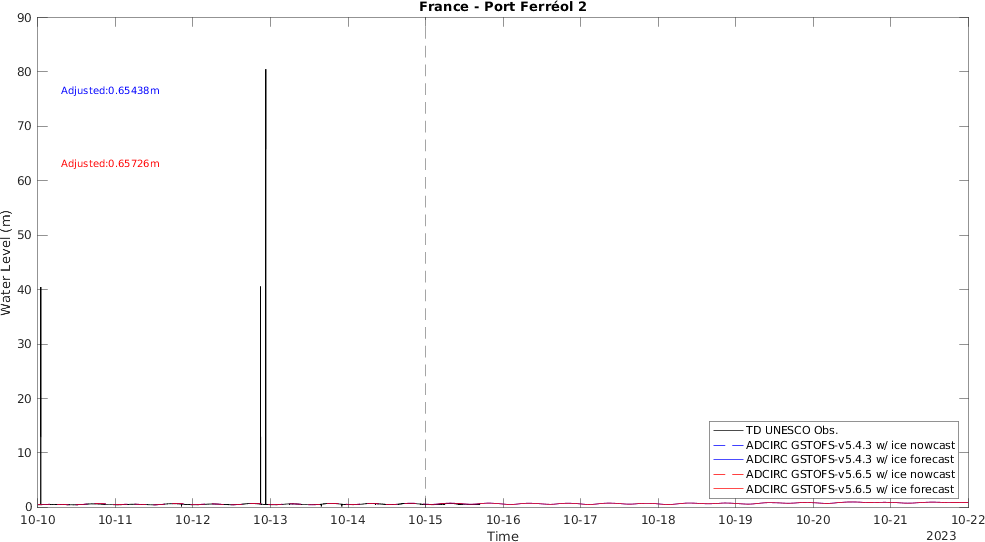 France - Port Ferréol 2
90
80
70
60
50
40
30
20
10
0
Water Level (m)
Adjusted:0.65438m
Adjusted:0.65726m
TD UNESCO Obs.
ADCIRC GSTOFS-v5.4.3 w/ ice nowcast
ADCIRC GSTOFS-v5.4.3 w/ ice forecast
ADCIRC GSTOFS-v5.6.5 w/ ice nowcast
ADCIRC GSTOFS-v5.6.5 w/ ice forecast
10-10 10-11 10-12 10-13 10-14 10-15 10-16 10-17 10-18 10-19 10-20 10-21 10-22
Time
2023